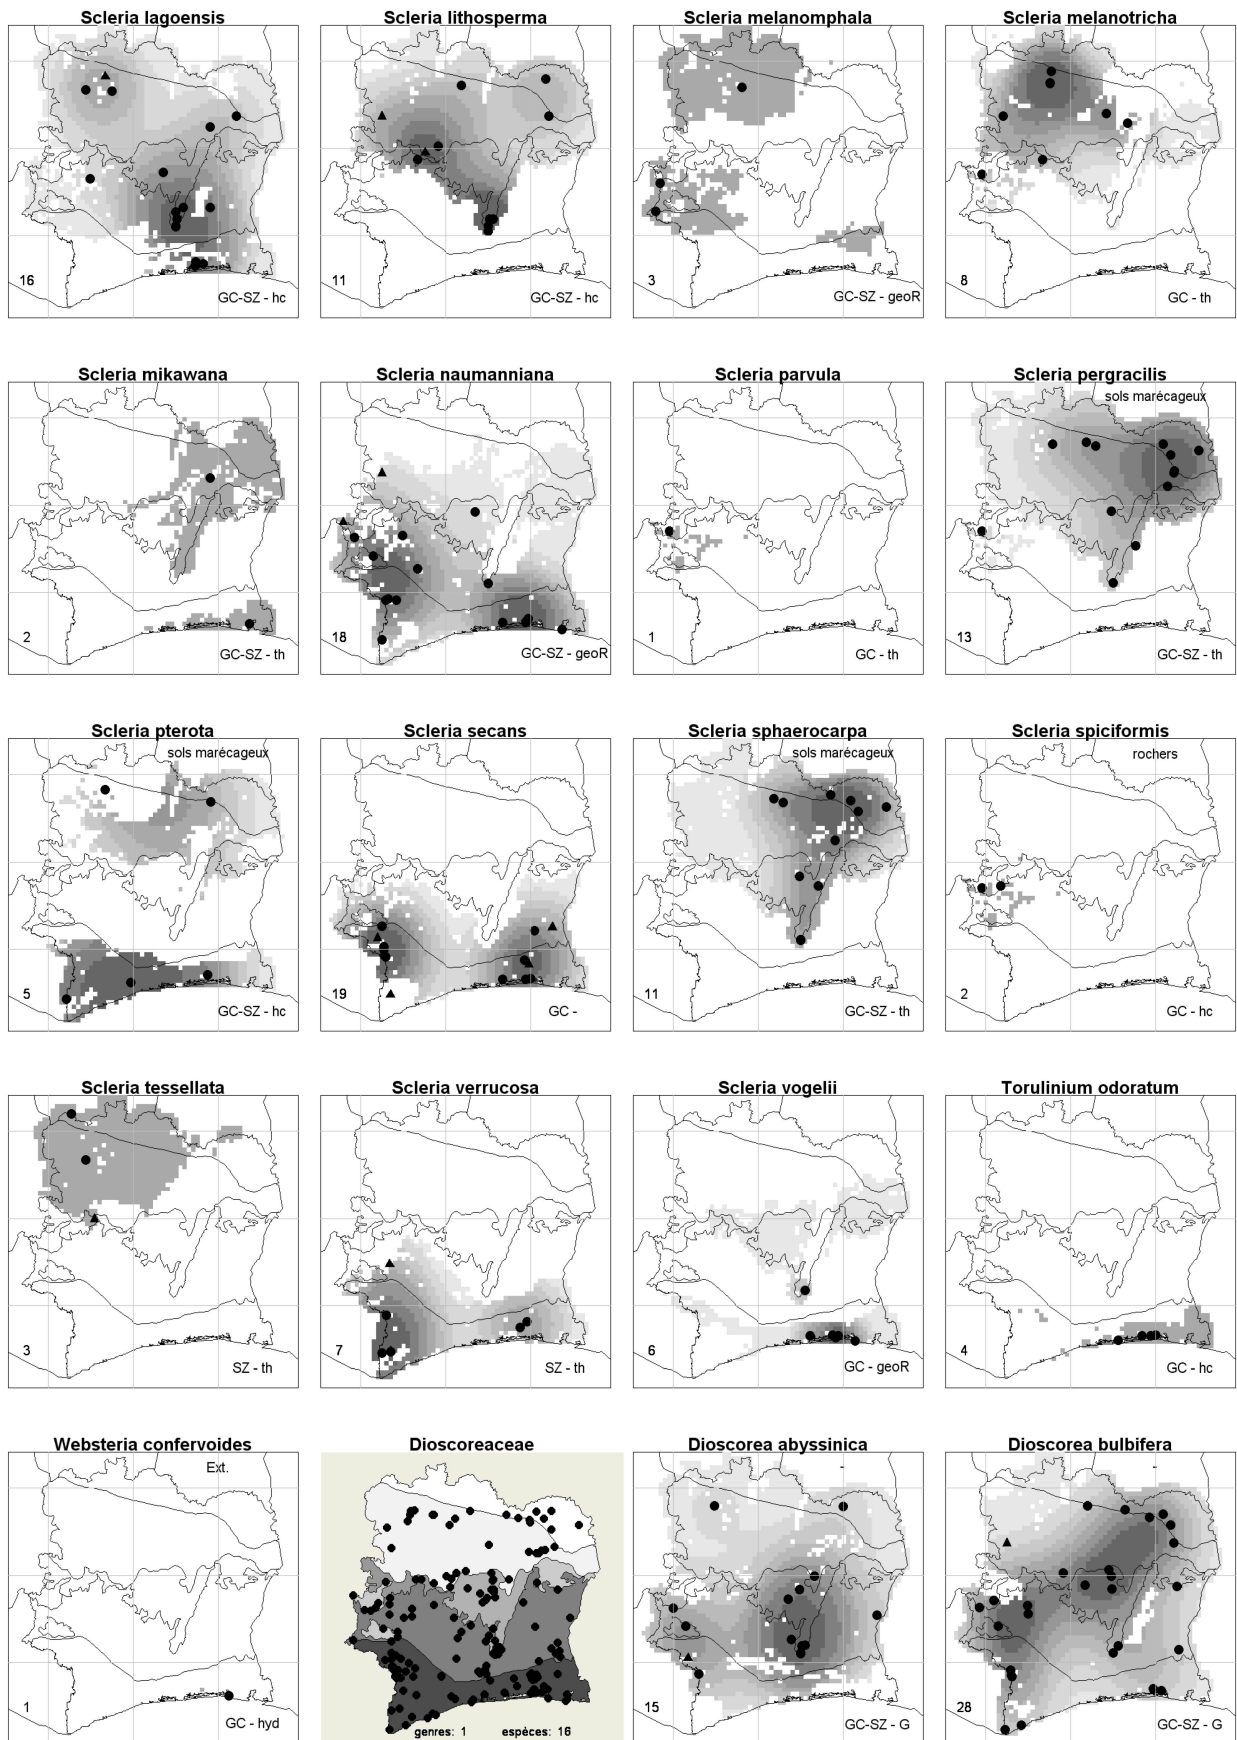 Scleria lagoensis
16
GC-SZ - hc
Scleria lithosperma
11
GC-SZ - hc
Scleria melanomphala
3
GC-SZ - geoR
Scleria melanotricha
8
GC - th
Scleria mikawana
2
GC-SZ - th
Scleria naumanniana
18
GC-SZ - geoR
Scleria parvula
1
GC - th
Scleria pergracilis
sols marécageux
13
GC-SZ - th
Scleria pterota
sols marécageux
5
GC-SZ - hc
Scleria secans
19
GC -
Scleria sphaerocarpa
sols marécageux
11
GC-SZ - th
Scleria spiciformis
rochers
2
GC - hc
Scleria tessellata
3
SZ - th
Scleria verrucosa
7
SZ - th
Scleria vogelii
6
GC - geoR
Torulinium odoratum
4
GC - hc
Websteria confervoides
Ext.
1
GC - hyd
Dioscoreaceae
genres: 1 espèces: 16
Dioscorea abyssinica
-
15
GC-SZ - G
Dioscorea bulbifera
-
28
GC-SZ - G